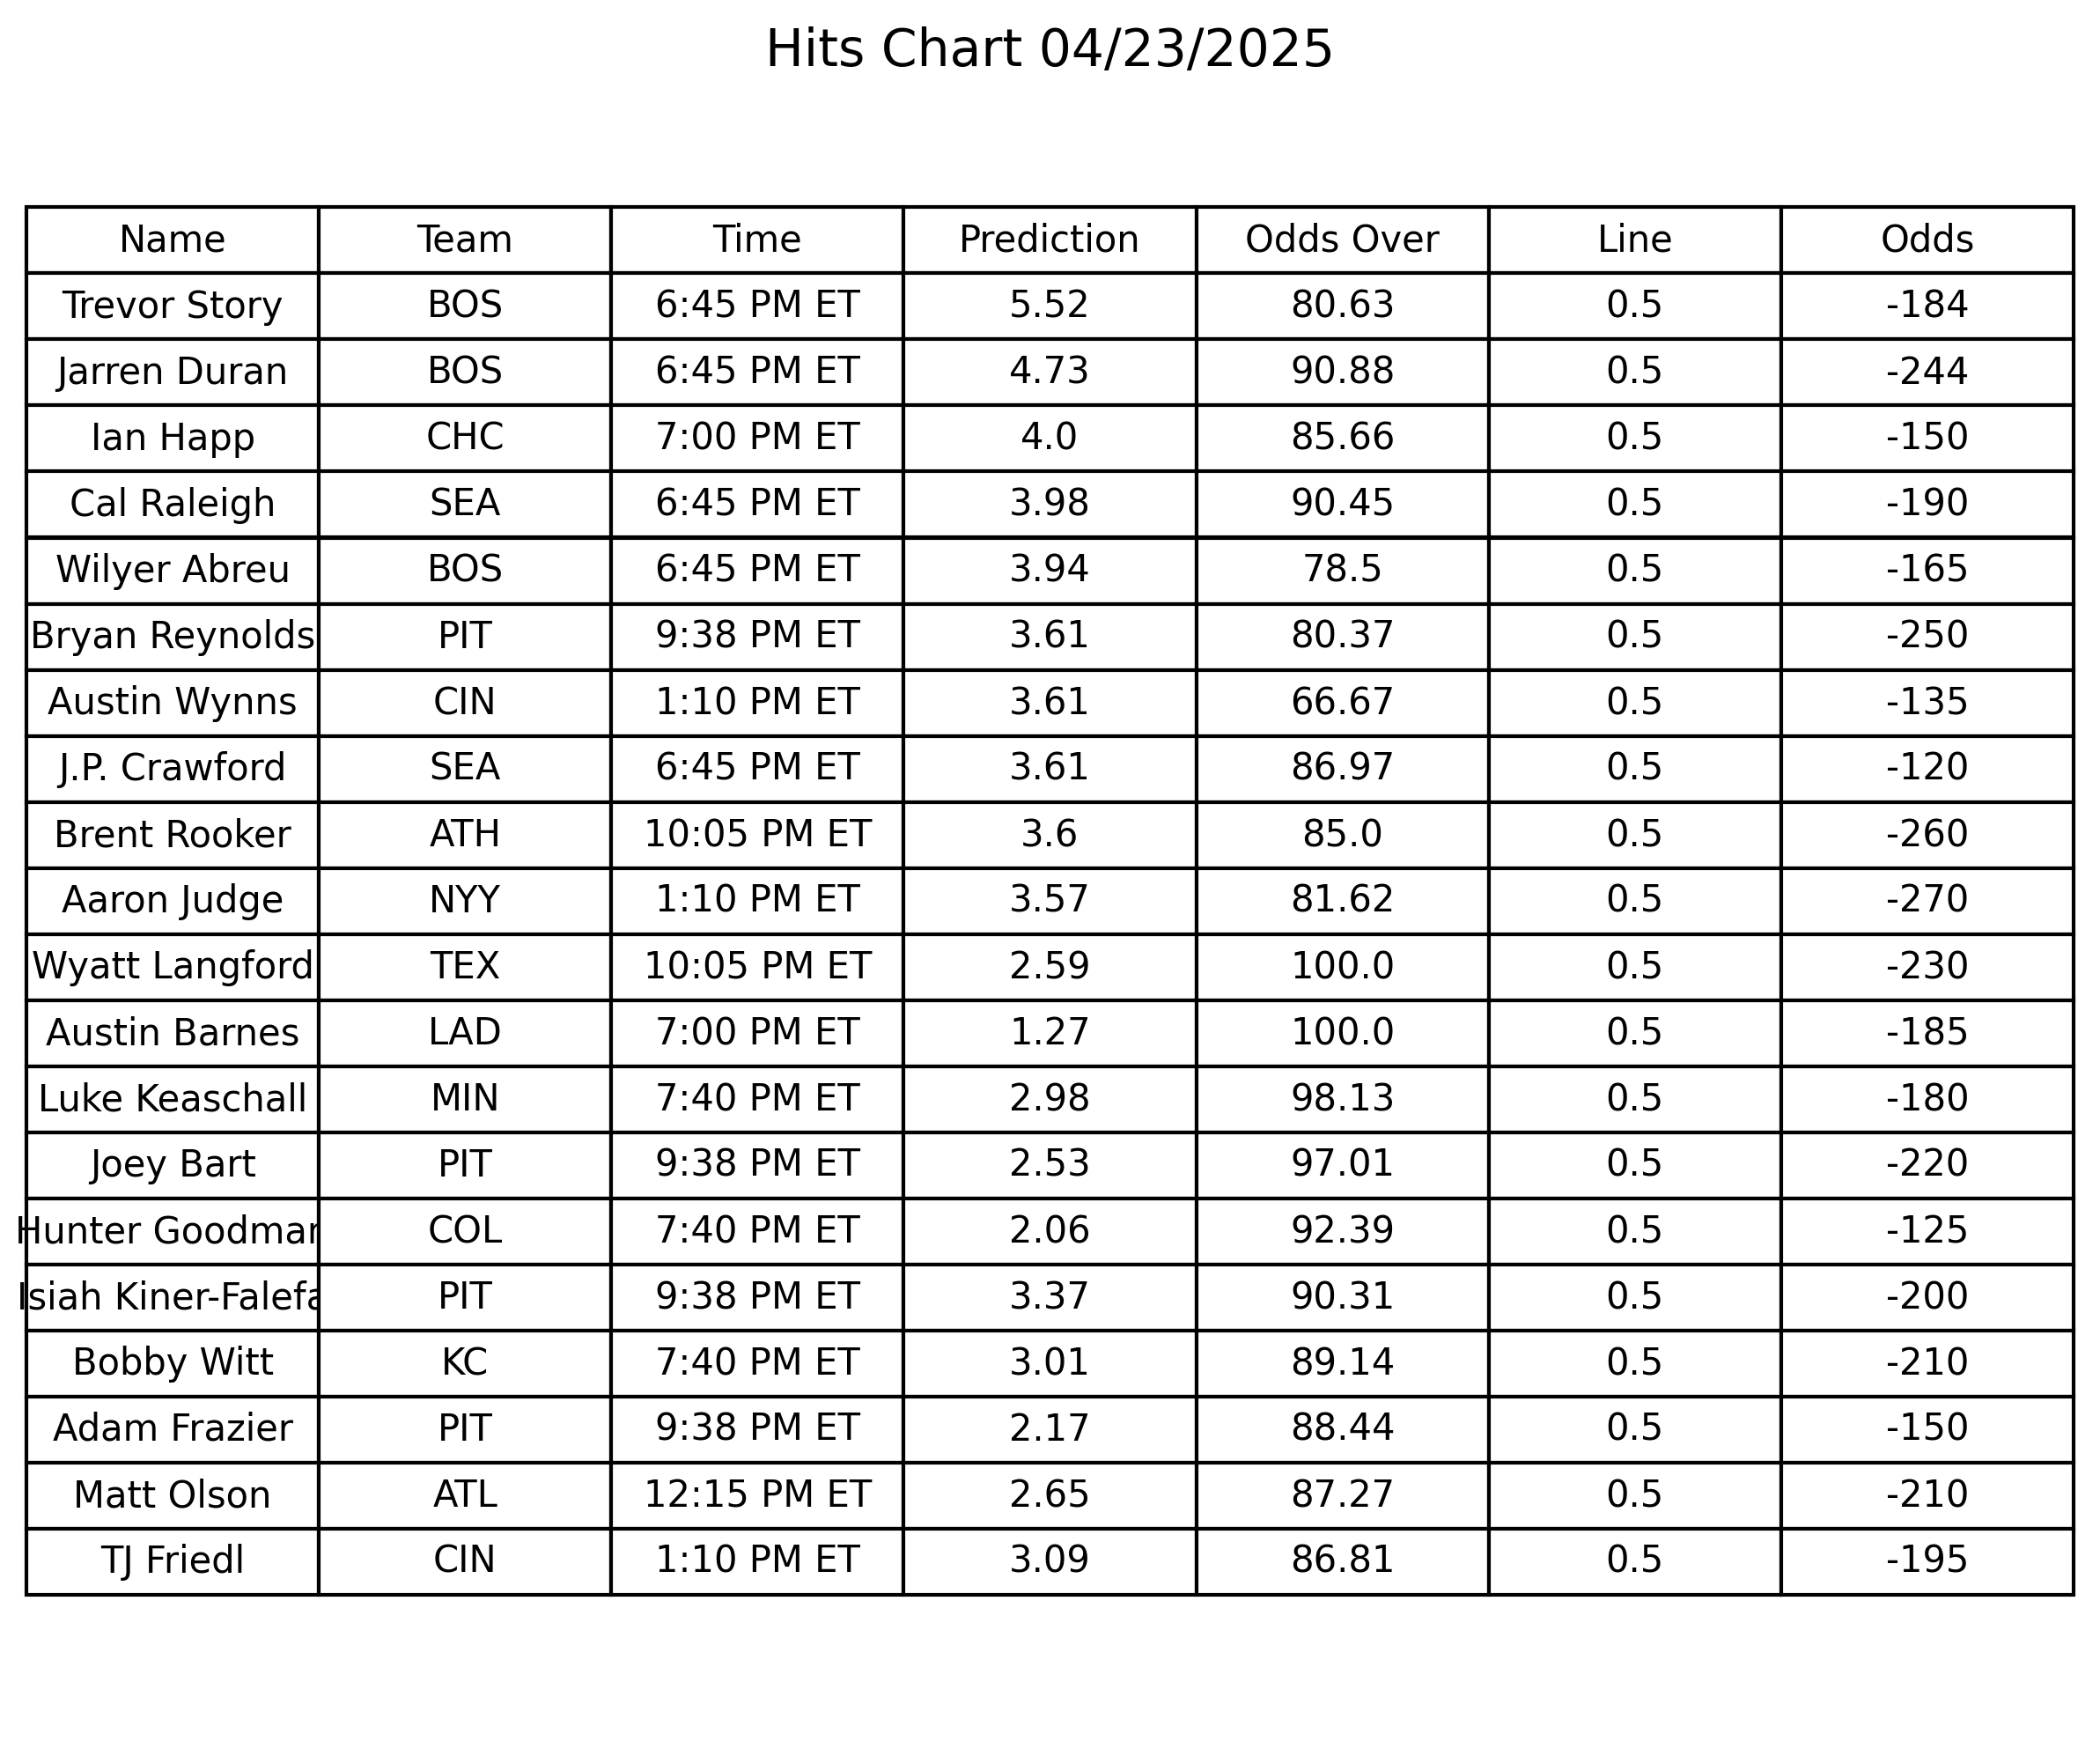 Hits Chart 04/23/2025
Name Team Time Prediction Odds Over Line Odds
Trevor Story BOS 6:45 PM ET 5.52 80.63 0.5 -184
Jarren Duran BOS 6:45 PM ET 4.73 90.88 0.5 -244
Ian Happ CHC 7:00 PM ET 4.0 85.66 0.5 -150
Cal Raleigh SEA 6:45 PM ET 3.98 90.45 0.5 -190
Wilyer Abreu BOS 6:45 PM ET 3.94 78.5 0.5 -165
Bryan Reynolds PIT 9:38 PM ET 3.61 80.37 0.5 -250
Austin Wynns CIN 1:10 PM ET 3.61 66.67 0.5 -135
J.P. Crawford SEA 6:45 PM ET 3.61 86.97 0.5 -120
Brent Rooker ATH 10:05 PM ET 3.6 85.0 0.5 -260
Aaron Judge NYY 1:10 PM ET 3.57 81.62 0.5 -270
Wyatt Langford TEX 10:05 PM ET 2.59 100.0 0.5 -230
Austin Barnes LAD 7:00 PM ET 1.27 100.0 0.5 -185
Luke Keaschall MIN 7:40 PM ET 2.98 98.13 0.5 -180
Joey Bart PIT 9:38 PM ET 2.53 97.01 0.5 -220
Hunter Goodman COL 7:40 PM ET 2.06 92.39 0.5 -125
Isiah Kiner-Falefa PIT 9:38 PM ET 3.37 90.31 0.5 -200
Bobby Witt KC 7:40 PM ET 3.01 89.14 0.5 -210
Adam Frazier PIT 9:38 PM ET 2.17 88.44 0.5 -150
Matt Olson ATL 12:15 PM ET 2.65 87.27 0.5 -210
TJ Friedl CIN 1:10 PM ET 3.09 86.81 0.5 -195